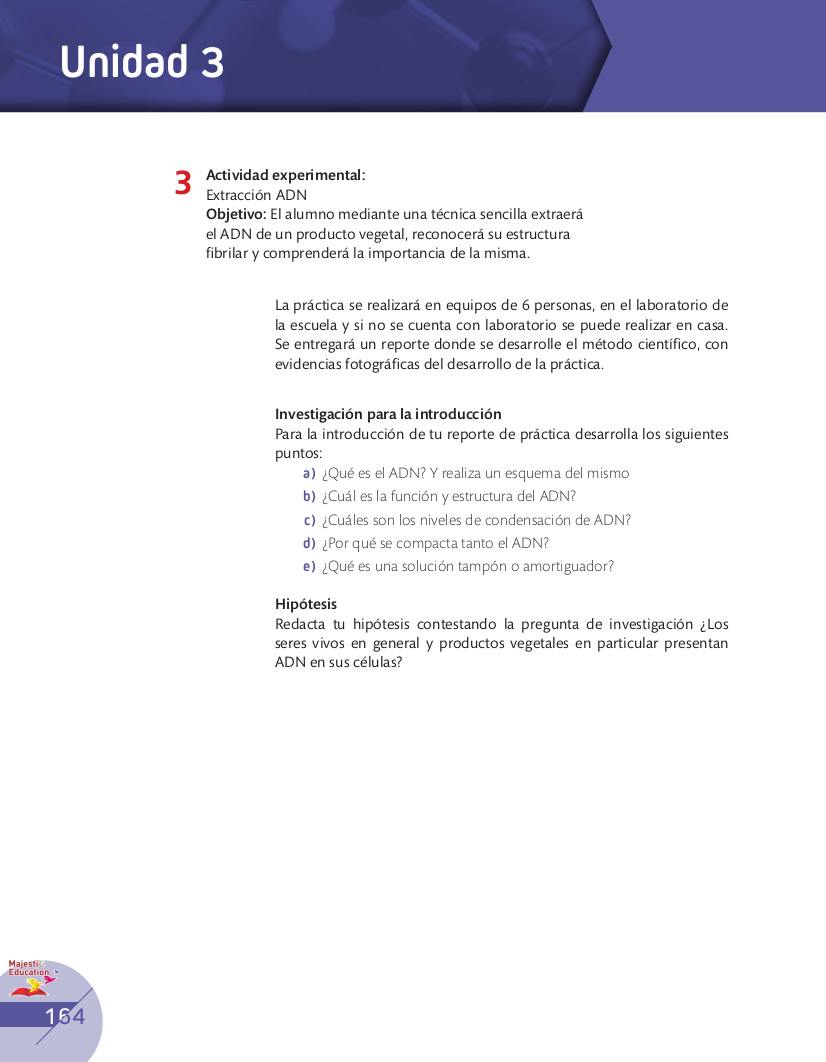 Unidad 3
3 Actividad experimental:
Extracción ADN
Objetivo: El alumno mediante una técnica sencilla extraerá
el ADN de un producto vegetal, reconocerá su estructura
fibrilar y comprenderá la importancia de la misma.
La práctica se realizará en equipos de 6 personas, en el laboratorio de
la escuela y si no se cuenta con laboratorio se puede realizar en casa.
Se entregará un reporte donde se desarrolle el método científico, con
evidencias fotográficas del desarrollo de la práctica.
Investigación para la introducción
Para la introducción de tu reporte de práctica desarrolla los siguientes
puntos:
a) ¿Qué es el ADN? Y realiza un esquema del mismo
b) ¿Cuál es la función y estructura del ADN?
c) ¿Cuáles son los niveles de condensación de ADN?
d) ¿Por qué se compacta tanto el ADN?
e) ¿Qué es una solución tampón o amortiguador?
Hipótesis
Redacta tu hipótesis contestando la pregunta de investigación ¿Los
seres vivos en general y productos vegetales en particular presentan
ADN en sus células?
Majestic
Education
164